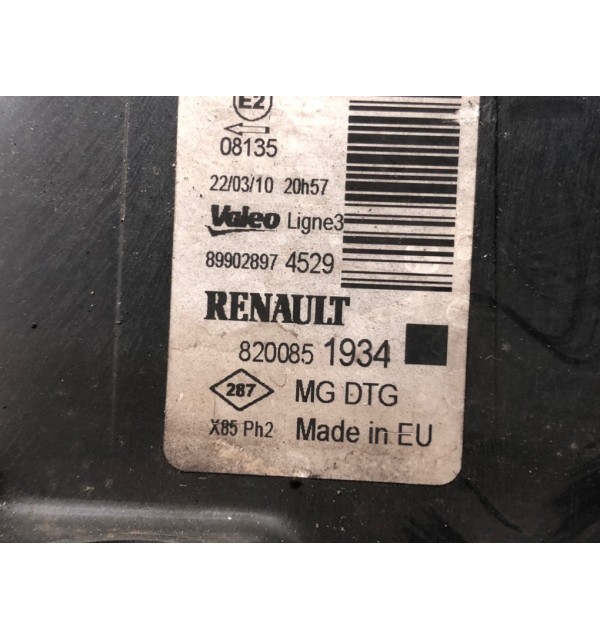 E2
08135
22/03/10 20h57
Valeo Ligne3
89902897 4529
RENAULT
820085 1934
287 MG DTG
X85 Ph2 Made in EU